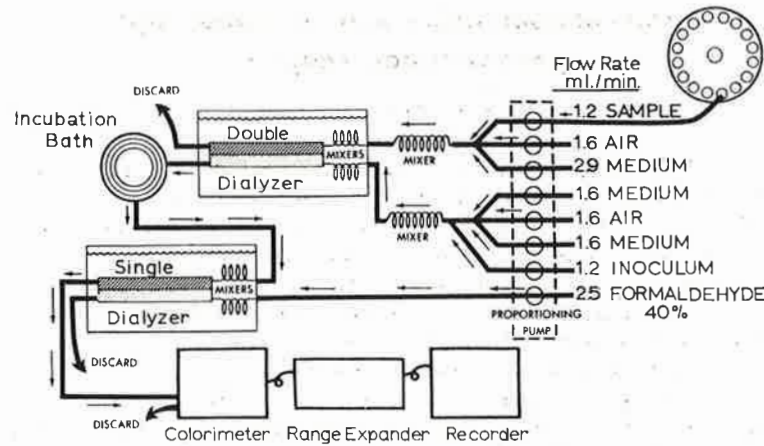 Flow Rate
ml./min.
1.2 SAMPLE
1.6 AIR
2.9 MEDIUM
1.6 MEDIUM
1.6 AIR
1.6 MEDIUM
1.2 INOCULUM
2.5 FORMALDEHYDE
40%
PROPORTIONING
PUMP
DISCARD
Incubation
Bath
Double
MIXERS
Dialyzer
MIXER
MIXER
Single
MIXERS
Dialyzer
DISCARD
DISCARD
Colorimeter
Range Expander
Recorder